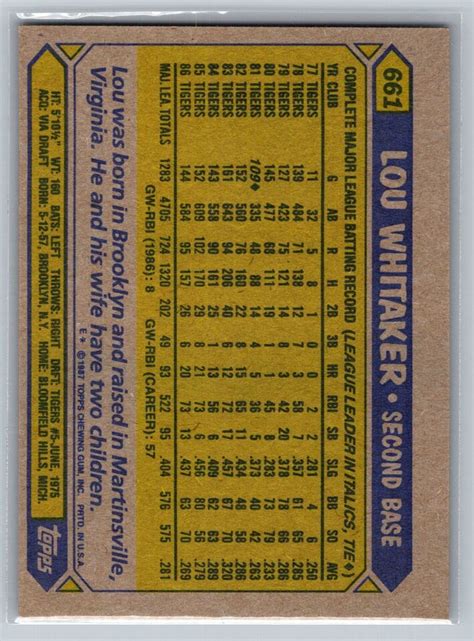 661 LOU WHITAKER • SECOND BASE
COMPLETE MAJOR LEAGUE BATTING RECORD (LEAGUE LEADER IN ITALICS, TIE♦)
YR CLUB G AB R H 2B 3B HR RBI SB SLG BB SO AVG
77 TIGERS 11 32 5 8 1 0 0 2 2 .281 4 6 .250
78 TIGERS 139 484 71 138 12 7 3 58 7 .357 61 65 .285
79 TIGERS 127 423 75 121 14 8 3 42 20 .378 78 66 .286
80 TIGERS 145 477 68 111 19 1 1 45 8 .283 73 79 .233
81 TIGERS 109♦ 335 48 88 14 4 5 36 5 .373 40 42 .263
82 TIGERS 152 560 76 160 22 8 15 65 11 .434 48 58 .286
83 TIGERS 161 643 94 206 40 6 12 72 17 .457 67 70 .320
84 TIGERS 143 558 90 161 25 1 13 56 6 .407 62 63 .289
85 TIGERS 152 609 102 170 29 8 21 73 6 .456 80 56 .279
86 TIGERS 144 584 95 157 26 6 20 73 13 .437 63 70 .269
MAJ. LEA. TOTALS 1283 4705 724 1320 202 49 93 522 95 .404 576 575 .281
GW-RBI (1986): 8 GW-RBI (CAREER): 57
Lou was born in Brooklyn and raised in Martinsville,
Virginia. He and his wife have two children.
E* ©1987 TOPPS CHEWING GUM, INC. PRTD. IN U.S.A.
HT: 5'10½" WT: 160 BATS: LEFT THROWS: RIGHT DRFT: TIGERS #5-JUNE, 1975
ACQ: VIA DRAFT BORN: 5-12-57, BROOKLYN, N.Y. HOME: BLOOMFIELD HILLS, MICH.
TOPPS